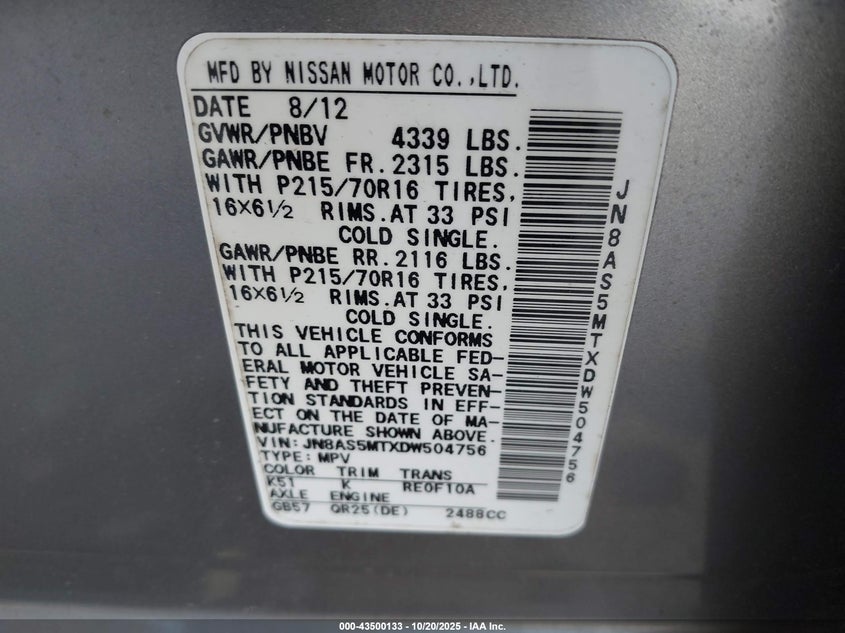 MFD BY NISSAN MOTOR CO.,LTD.
DATE 8/12
GVWR/PNBV 4339 LBS.
GAWR/PNBE FR. 2315 LBS.
WITH P215/70R16 TIRES,
16×6½ RIMS. AT 33 PSI
COLD SINGLE.
GAWR/PNBE RR. 2116 LBS.
WITH P215/70R16 TIRES,
16×6½ RIMS. AT 33 PSI
COLD SINGLE.
THIS VEHICLE CONFORMS
TO ALL APPLICABLE FED-
ERAL MOTOR VEHICLE SA-
FETY AND THEFT PREVEN-
TION STANDARDS IN EFF-
ECT ON THE DATE OF MA-
NUFACTURE SHOWN ABOVE.
VIN: JN8AS5MTXDW504756
TYPE: MPV
COLOR TRIM TRANS
K51 K RE0F10A
AXLE ENGINE
GB57 QR25(DE) 2488CC
JN8AS5MTXDW504756
000-43500133 - 10/20/2025 - IAA Inc.